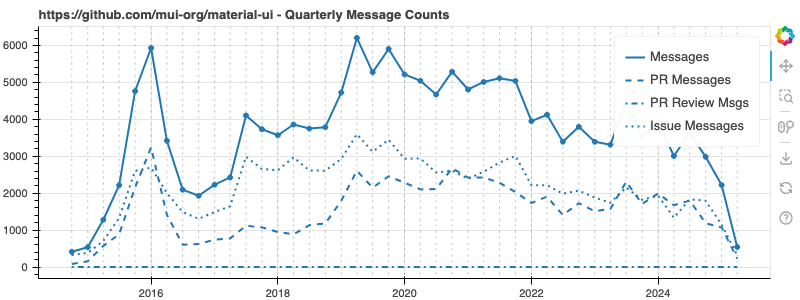 https://github.com/mui-org/material-ui - Quarterly Message Counts
6000
5000
4000
3000
2000
1000
0
Messages
PR Messages
PR Review Msgs
Issue Messages
2016
2018
2020
2022
2024